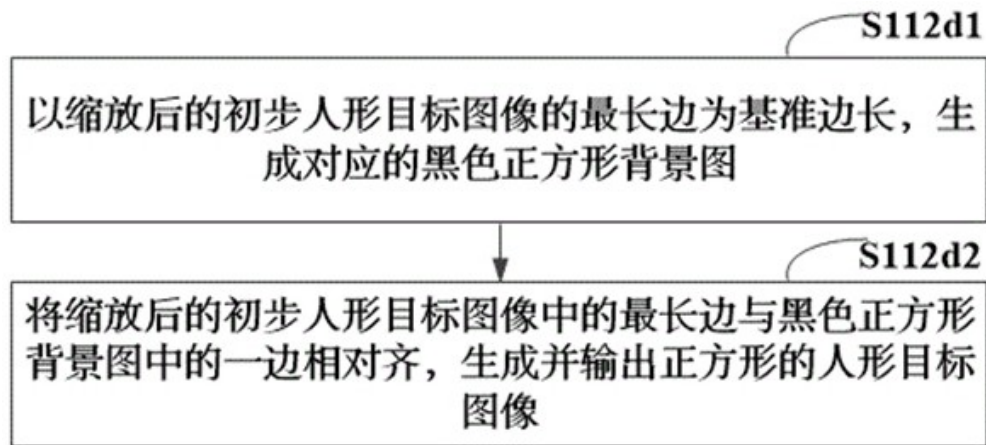 S112d1
以缩放后的初步人形目标图像的最长边为基准边长，生
成对应的黑色正方形背景图
S112d2
将缩放后的初步人形目标图像中的最长边与黑色正方形
背景图中的一边相对齐，生成并输出正方形的人形目标
图像